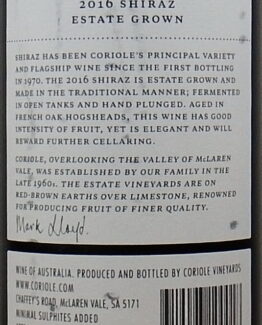 2016 SHIRAZ
ESTATE GROWN
SHIRAZ HAS BEEN CORIOLE'S PRINCIPAL VARIETY
AND FLAGSHIP WINE SINCE THE FIRST BOTTLING
IN 1970. THE 2016 SHIRAZ IS ESTATE GROWN AND
MADE IN THE TRADITIONAL MANNER; FERMENTED
IN OPEN TANKS AND HAND PLUNGED. AGED IN
FRENCH OAK HOGSHEADS, THIS WINE HAS GOOD
INTENSITY OF FRUIT, YET IS ELEGANT AND WILL
REWARD FURTHER CELLARING.
CORIOLE, OVERLOOKING THE VALLEY OF McLAREN
VALE, WAS ESTABLISHED BY OUR FAMILY IN THE
LATE 1960s. THE ESTATE VINEYARDS ARE ON
RED-BROWN EARTHS OVER LIMESTONE, RENOWNED
FOR PRODUCING FRUIT OF FINER QUALITY.
Mark Lloyd.
WINE OF AUSTRALIA. PRODUCED AND BOTTLED BY CORIOLE VINEYARDS
WWW.CORIOLE.COM
CHAFFEY'S ROAD, McLAREN VALE, SA 5171
MINIMAL SULPHITES ADDED